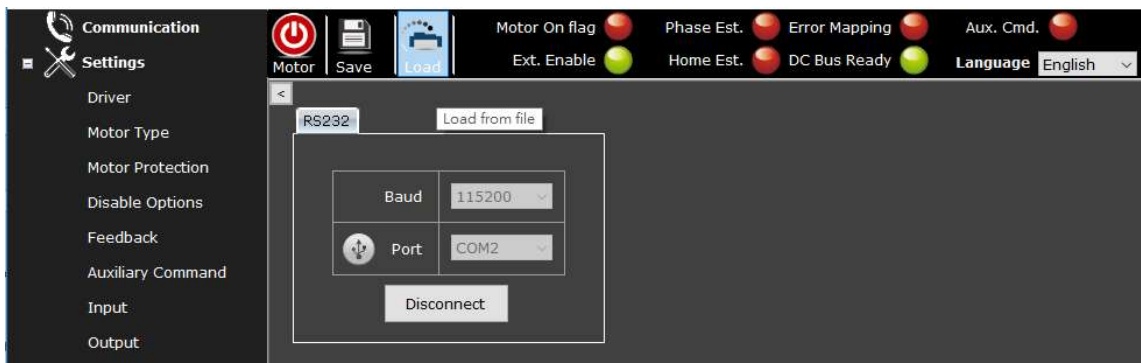 Communication
Settings
Driver
Motor Type
Motor Protection
Disable Options
Feedback
Auxiliary Command
Input
Output
Motor
Save
Load
Motor On flag
Phase Est.
Error Mapping
Aux. Cmd.
Ext. Enable
Home Est.
DC Bus Ready
Language English
<
RS232
Load from file
Baud 115200
Port COM2
Disconnect